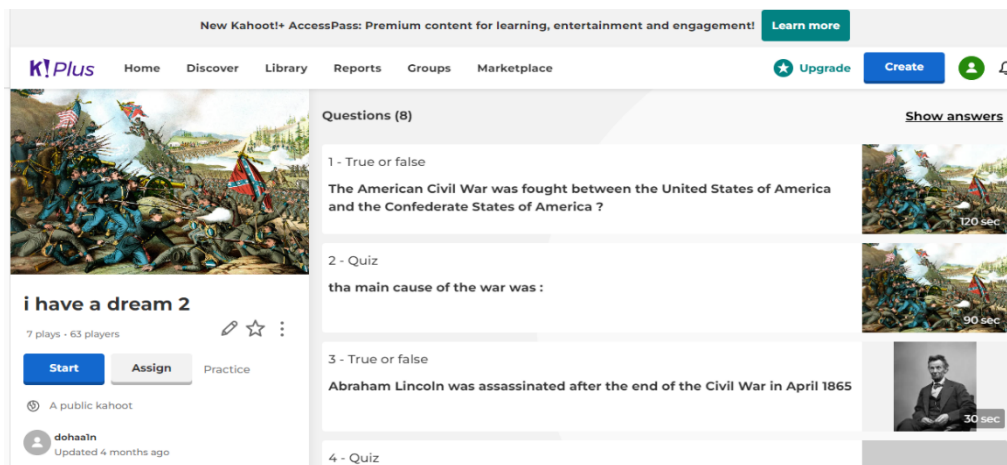 New Kahoot!+ AccessPass: Premium content for learning, entertainment and engagement! Learn more
K!Plus Home Discover Library Reports Groups Marketplace Upgrade Create
Questions (8) Show answers
1 - True or false
The American Civil War was fought between the United States of America
and the Confederate States of America ?
120 sec
2 - Quiz
tha main cause of the war was :
90 sec
3 - True or false
Abraham Lincoln was assassinated after the end of the Civil War in April 1865
30 sec
4 - Quiz
i have a dream 2
7 plays · 63 players
Start Assign Practice
A public kahoot
dohaa1n
Updated 4 months ago